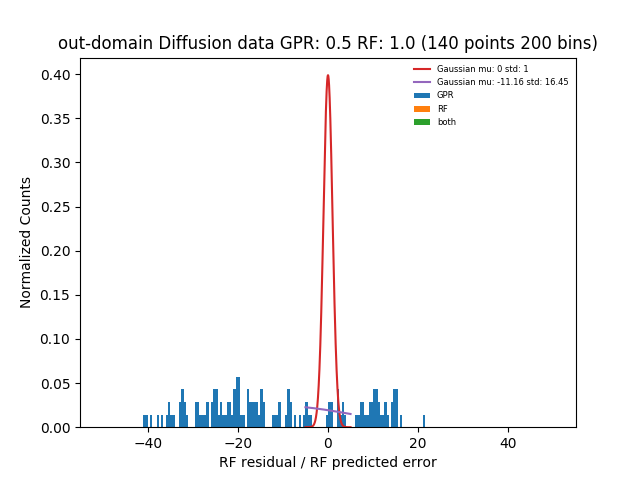 out-domain Diffusion data GPR: 0.5 RF: 1.0 (140 points 200 bins)
Gaussian mu: 0 std: 1
Gaussian mu: -11.16 std: 16.45
GPR
RF
both
Normalized Counts
0.40
0.35
0.30
0.25
0.20
0.15
0.10
0.05
0.00
−40
−20
0
20
40
RF residual / RF predicted error